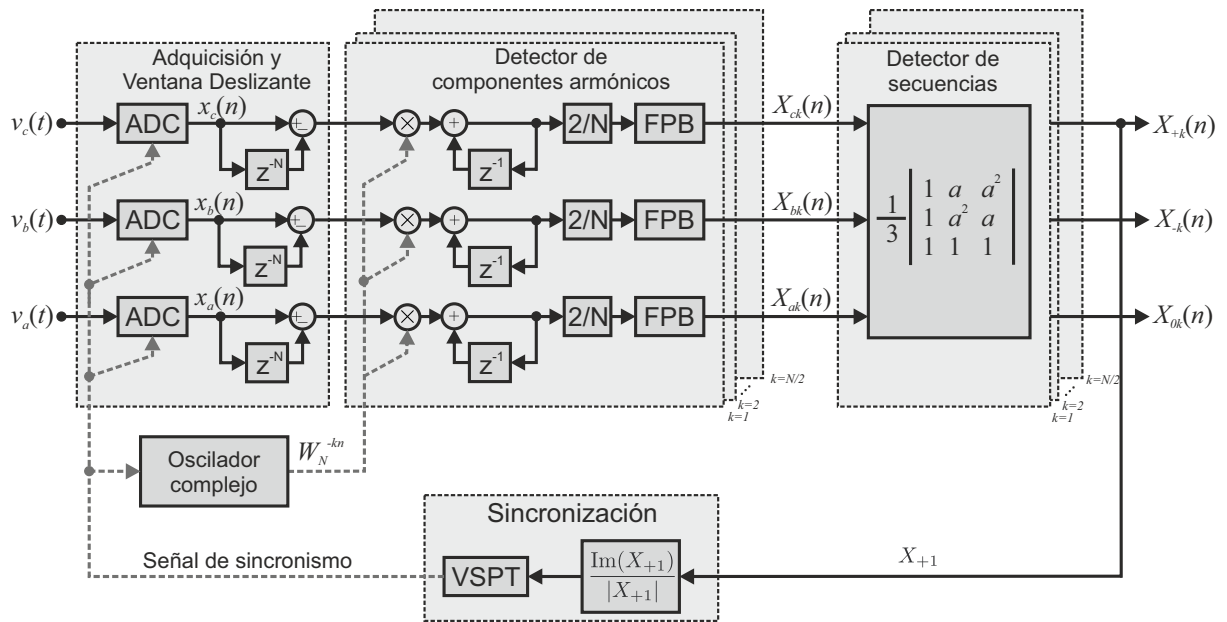 Adquisición y
Ventana Deslizante
Detector de
componentes armónicos
Detector de
secuencias
v_c(t)
ADC
x_c(n)
+
-
z^-N
×
+
z^-1
2/N
FPB
X_ck(n)
X_+k(n)
v_b(t)
ADC
x_b(n)
+
-
z^-N
×
+
z^-1
2/N
FPB
X_bk(n)
X_-k(n)
v_a(t)
ADC
x_a(n)
+
-
z^-N
×
+
z^-1
2/N
FPB
X_ak(n)
X_0k(n)
1/3
1 a a^2
1 a^2 a
1 1 1
k=N/2
k=2
k=1
k=N/2
k=2
k=1
Oscilador
complejo
W_N^-kn
Sincronización
Señal de sincronismo
VSPT
Im(X_+1)
|X_+1|
X_+1